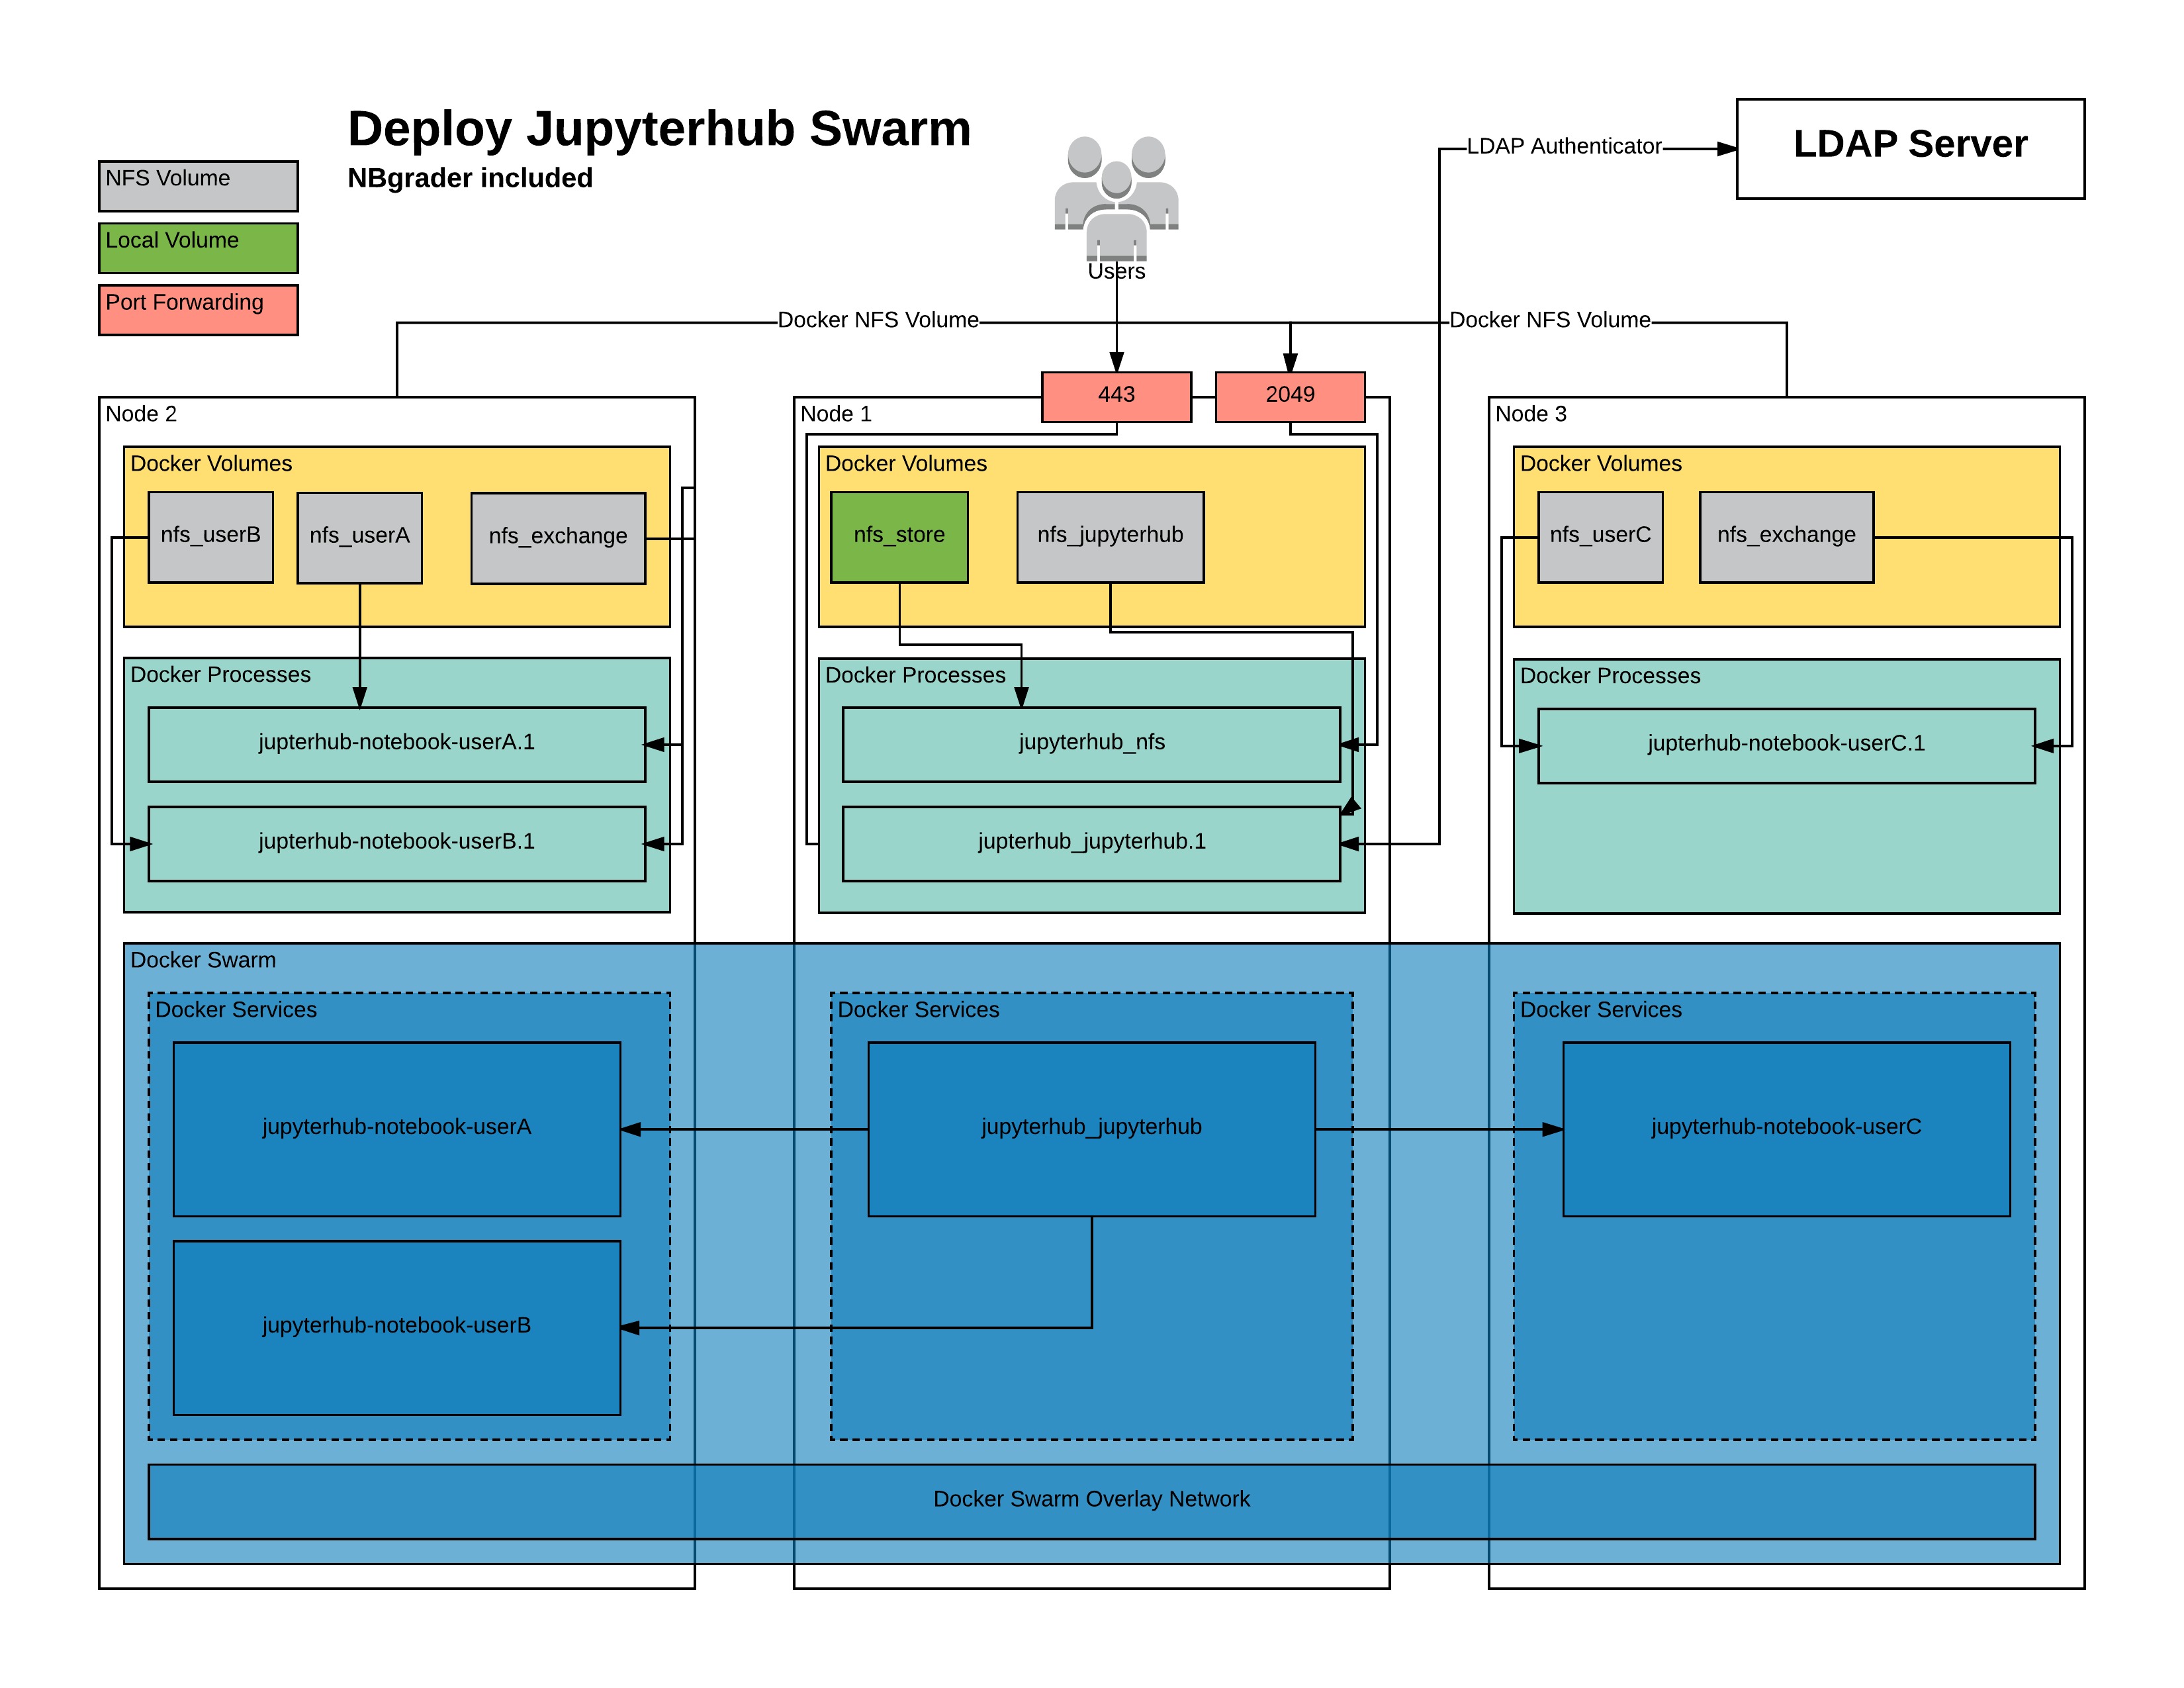 Deploy Jupyterhub Swarm
NBgrader included
NFS Volume
Local Volume
Port Forwarding
Users
LDAP Authenticator
LDAP Server
Docker NFS Volume
Docker NFS Volume
443
2049
Node 2
Docker Volumes
nfs_userB
nfs_userA
nfs_exchange
Docker Processes
jupterhub-notebook-userA.1
jupterhub-notebook-userB.1
Node 1
Docker Volumes
nfs_store
nfs_jupyterhub
Docker Processes
jupyterhub_nfs
jupterhub_jupyterhub.1
Node 3
Docker Volumes
nfs_userC
nfs_exchange
Docker Processes
jupterhub-notebook-userC.1
Docker Swarm
Docker Services
jupyterhub-notebook-userA
jupyterhub-notebook-userB
Docker Services
jupyterhub_jupyterhub
Docker Services
jupyterhub-notebook-userC
Docker Swarm Overlay Network